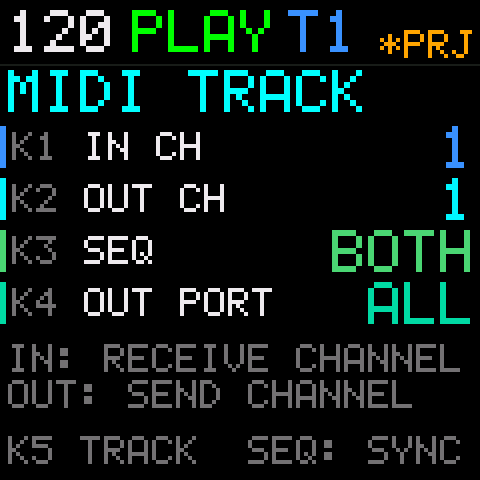 120 PLAY T1 *PRJ
MIDI TRACK
K1 IN CH 1
K2 OUT CH 1
K3 SEQ BOTH
K4 OUT PORT ALL
IN: RECEIVE CHANNEL
OUT: SEND CHANNEL
K5 TRACK SEQ: SYNC